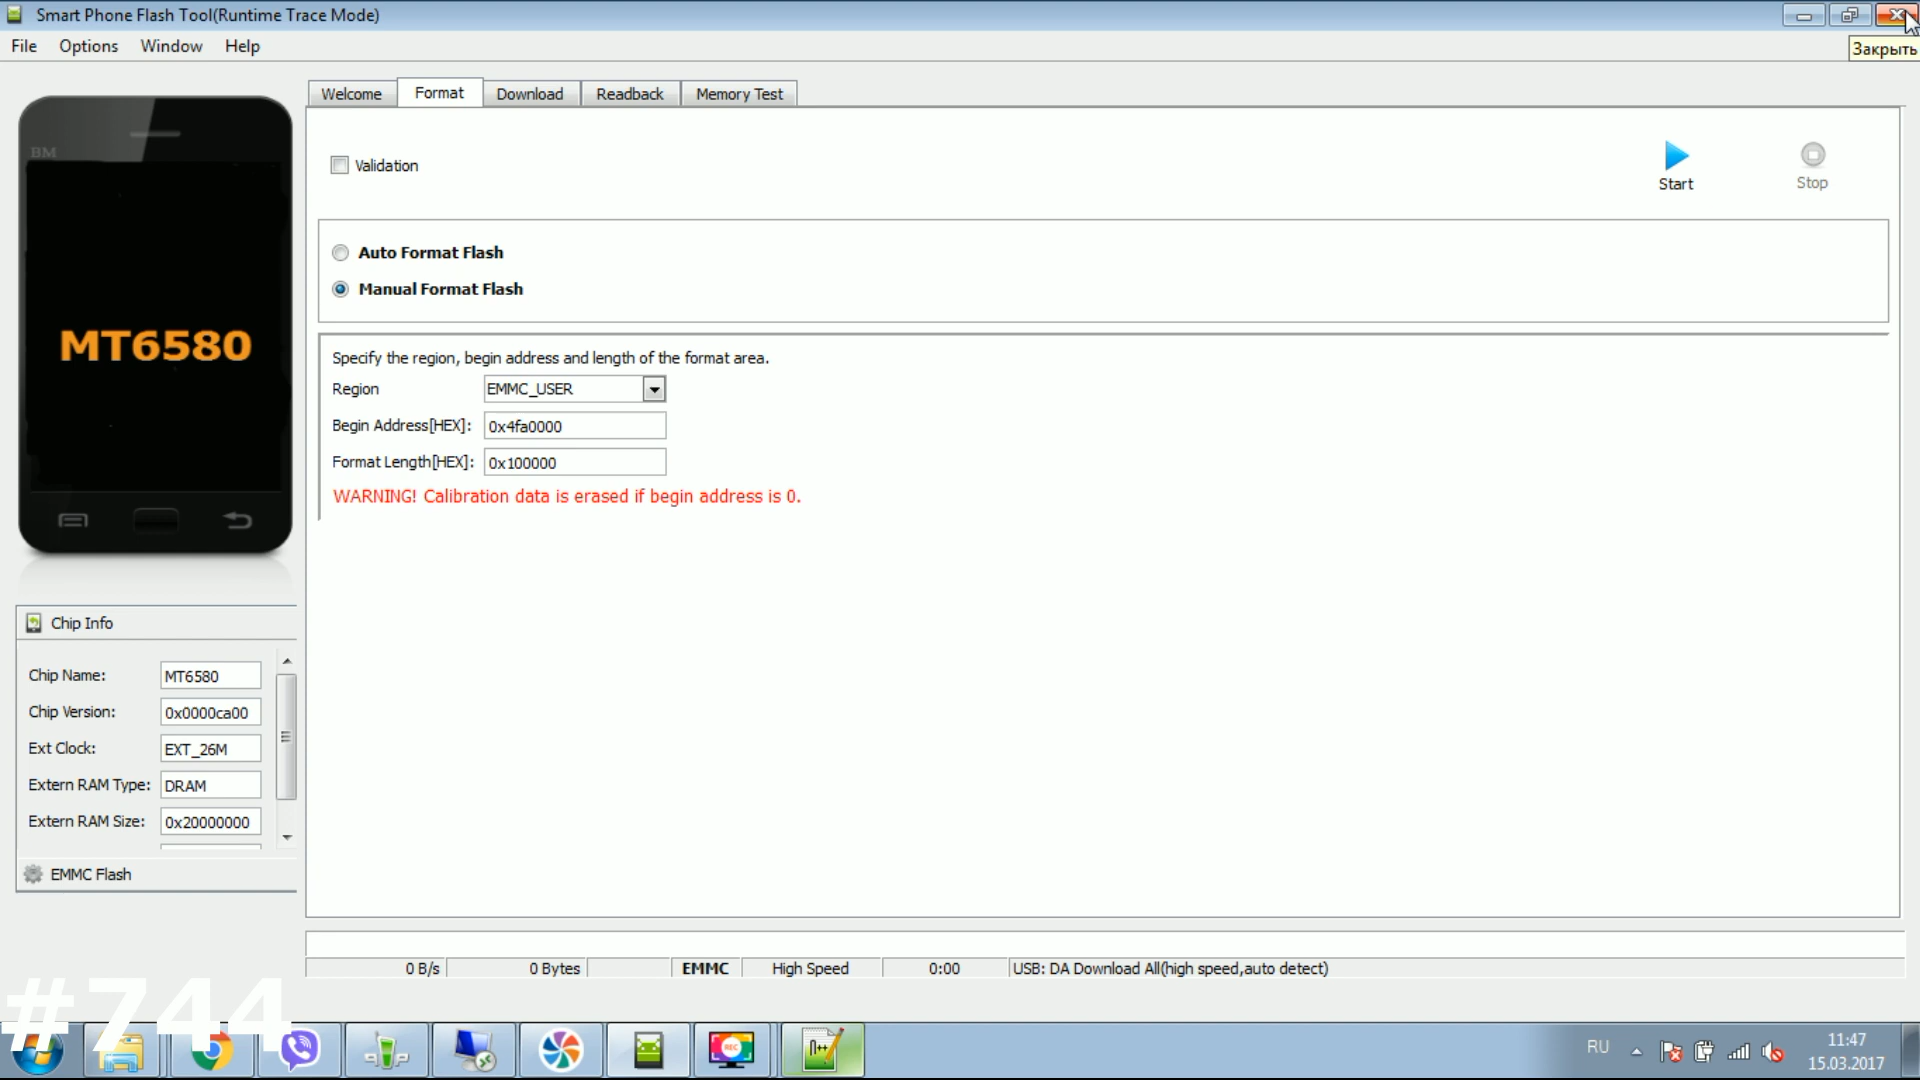 Smart Phone Flash Tool(Runtime Trace Mode)
File Options Window Help
Закрыть
Welcome Format Download Readback Memory Test
BM
Validation
Start
Stop
Auto Format Flash
Manual Format Flash
MT6580
Specify the region, begin address and length of the format area.
Region EMMC_USER
Begin Address[HEX]: 0x4fa0000
Format Length[HEX]: 0x100000
WARNING! Calibration data is erased if begin address is 0.
Chip Info
Chip Name: MT6580
Chip Version: 0x0000ca00
Ext Clock: EXT_26M
Extern RAM Type: DRAM
Extern RAM Size: 0x20000000
EMMC Flash
0 B/s 0 Bytes EMMC High Speed 0:00 USB: DA Download All(high speed,auto detect)
#744
REC
Π++
RU
11:47
15.03.2017